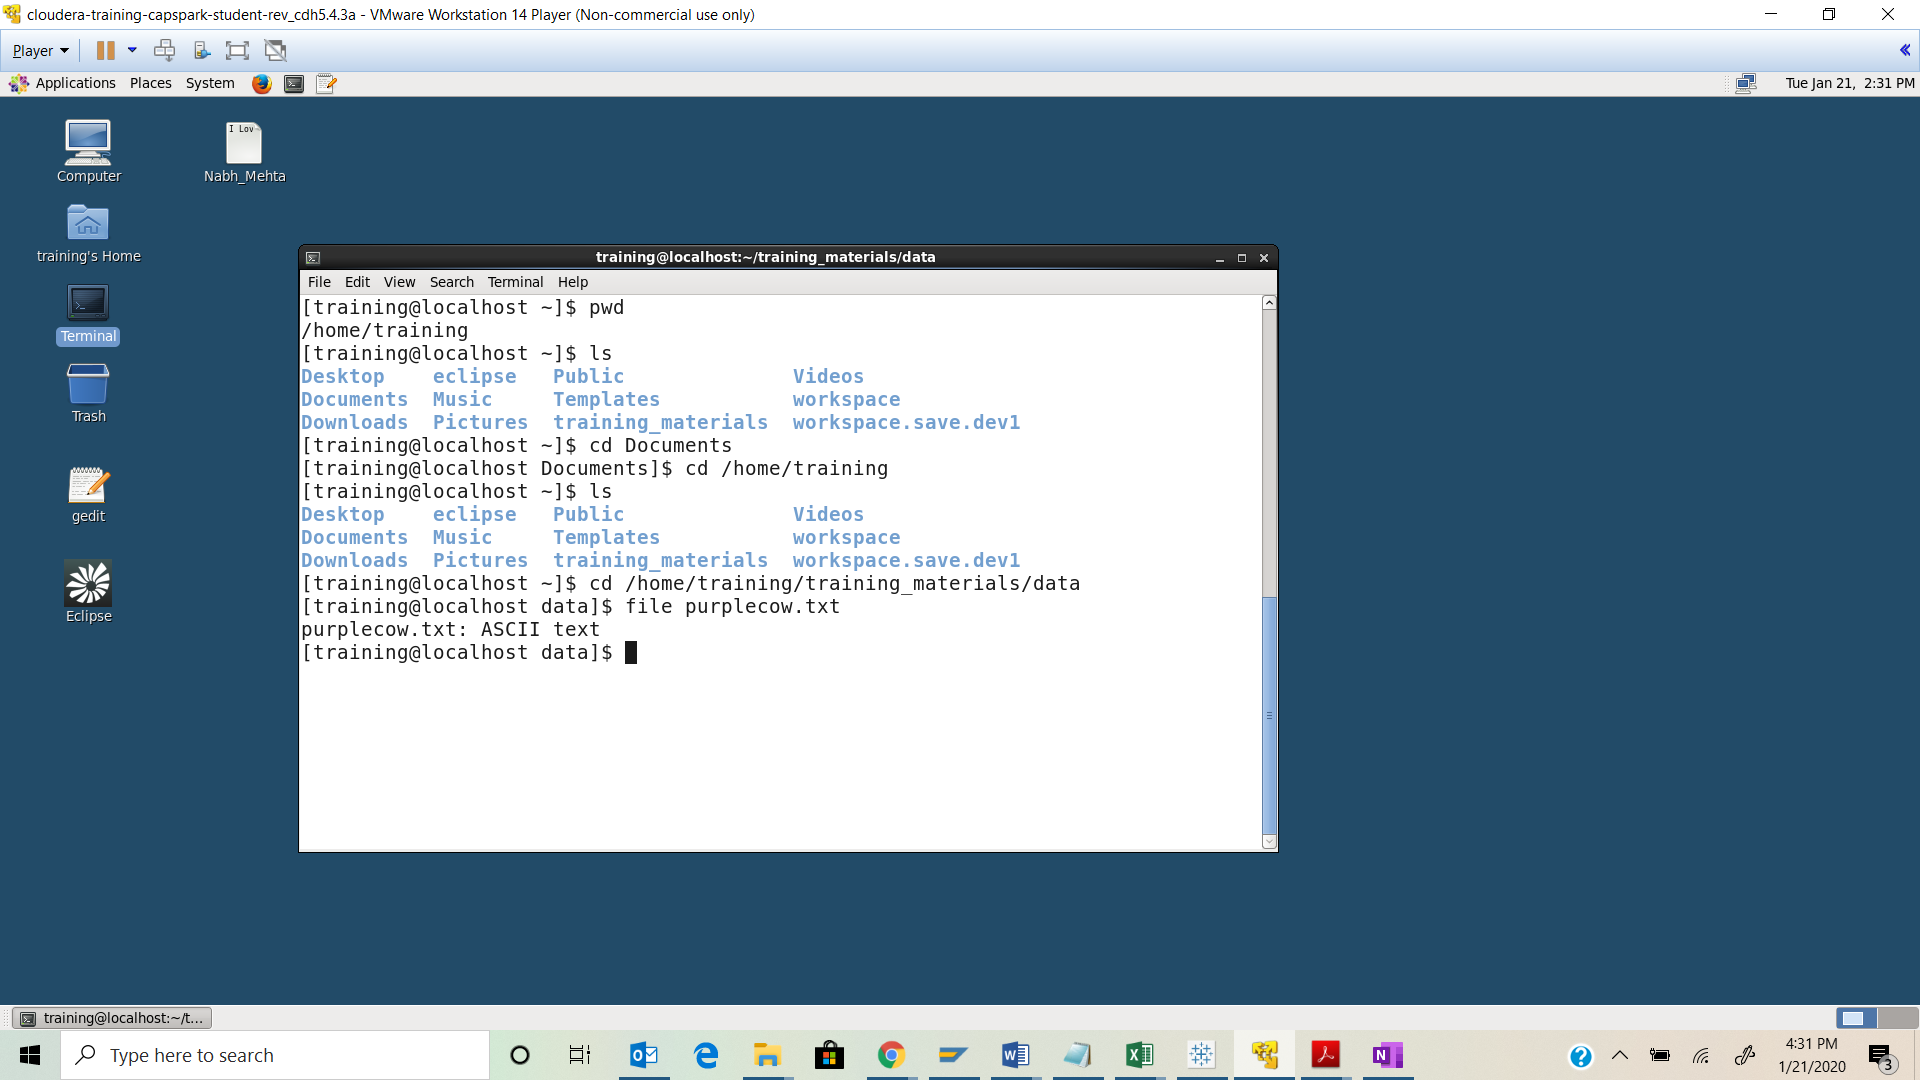 cloudera-training-capspark-student-rev_cdh5.4.3a - VMware Workstation 14 Player (Non-commercial use only)
Player
Applications Places System
Tue Jan 21, 2:31 PM
I Lov
Computer
Nabh_Mehta
training's Home
Terminal
Trash
gedit
Eclipse
training@localhost:~/training_materials/data
File Edit View Search Terminal Help
[training@localhost ~]$ pwd
/home/training
[training@localhost ~]$ ls
Desktop eclipse Public Videos
Documents Music Templates workspace
Downloads Pictures training_materials workspace.save.dev1
[training@localhost ~]$ cd Documents
[training@localhost Documents]$ cd /home/training
[training@localhost ~]$ ls
Desktop eclipse Public Videos
Documents Music Templates workspace
Downloads Pictures training_materials workspace.save.dev1
[training@localhost ~]$ cd /home/training/training_materials/data
[training@localhost data]$ file purplecow.txt
purplecow.txt: ASCII text
[training@localhost data]$
training@localhost:~/t...
Type here to search
4:31 PM
1/21/2020
3